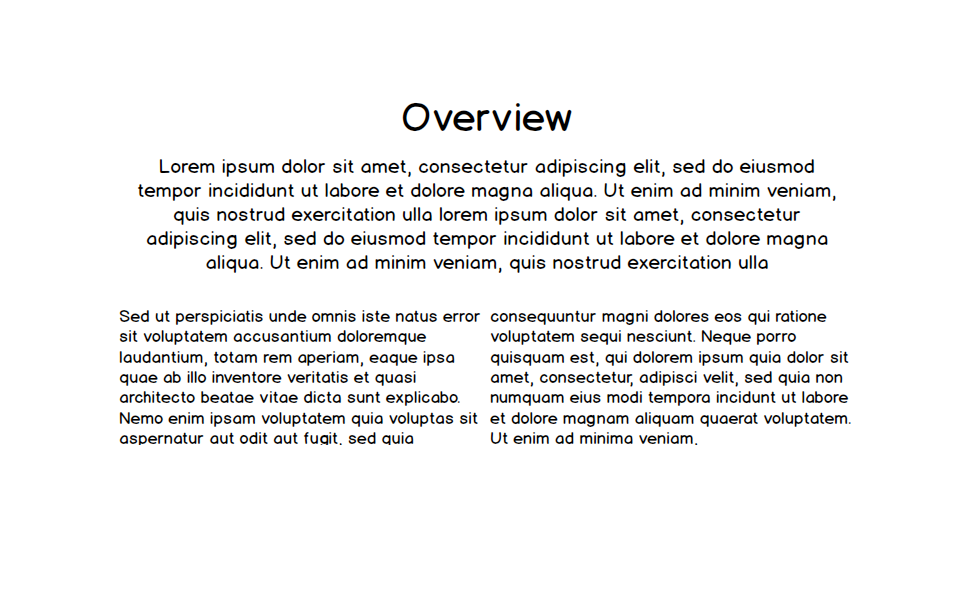 Overview
Lorem ipsum dolor sit amet, consectetur adipiscing elit, sed do eiusmod
tempor incididunt ut labore et dolore magna aliqua. Ut enim ad minim veniam,
quis nostrud exercitation ulla lorem ipsum dolor sit amet, consectetur
adipiscing elit, sed do eiusmod tempor incididunt ut labore et dolore magna
aliqua. Ut enim ad minim veniam, quis nostrud exercitation ulla
Sed ut perspiciatis unde omnis iste natus error
sit voluptatem accusantium doloremque
laudantium, totam rem aperiam, eaque ipsa
quae ab illo inventore veritatis et quasi
architecto beatae vitae dicta sunt explicabo.
Nemo enim ipsam voluptatem quia voluptas sit
aspernatur aut odit aut fugit, sed quia
consequuntur magni dolores eos qui ratione
voluptatem sequi nesciunt. Neque porro
quisquam est, qui dolorem ipsum quia dolor sit
amet, consectetur, adipisci velit, sed quia non
numquam eius modi tempora incidunt ut labore
et dolore magnam aliquam quaerat voluptatem.
Ut enim ad minima veniam,